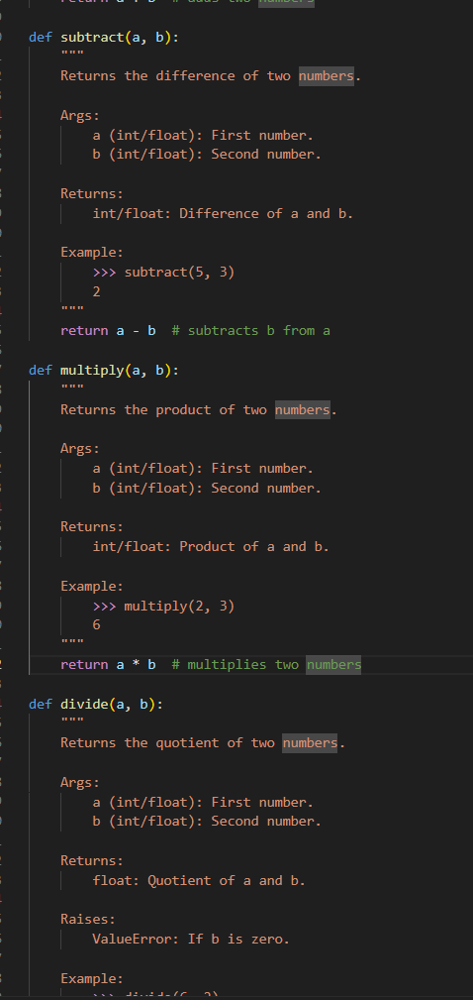 return a + b  # adds two numbers
def subtract(a, b):
    """
    Returns the difference of two numbers.

    Args:
        a (int/float): First number.
        b (int/float): Second number.

    Returns:
        int/float: Difference of a and b.

    Example:
        >>> subtract(5, 3)
        2
    """
    return a - b  # subtracts b from a

def multiply(a, b):
    """
    Returns the product of two numbers.

    Args:
        a (int/float): First number.
        b (int/float): Second number.

    Returns:
        int/float: Product of a and b.

    Example:
        >>> multiply(2, 3)
        6
    """
    return a * b  # multiplies two numbers

def divide(a, b):
    """
    Returns the quotient of two numbers.

    Args:
        a (int/float): First number.
        b (int/float): Second number.

    Returns:
        float: Quotient of a and b.

    Raises:
        ValueError: If b is zero.

    Example: